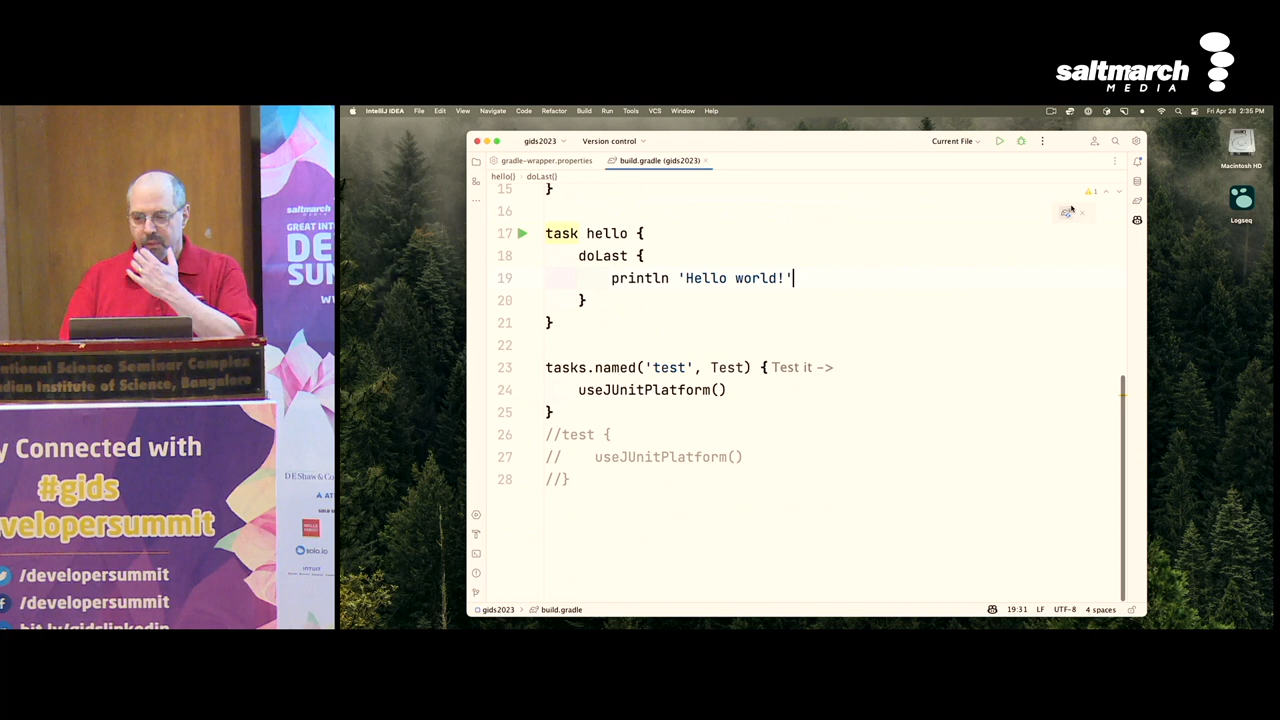 saltmarch
MEDIA
IntelliJ IDEA File Edit View Navigate Code Refactor Build Run Tools VCS Window Help
Fri Apr 28 2:35 PM
gids2023
Version control
Current File
gradle-wrapper.properties
build.gradle (gids2023)
hello() › doLast{}
1
15 }
16
17 task hello {
18 doLast {
19 println 'Hello world!'
20 }
21 }
22
23 tasks.named('test', Test) { Test it ->
24 useJUnitPlatform()
25 }
26 //test {
27 // useJUnitPlatform()
28 //}
gids2023 › build.gradle
19:31 LF UTF-8 4 spaces
Macintosh HD
Logseq
saltmarch
GREAT INT
DE
SUM
ntional Science Seminar Complex
dian Institute of Science, Bangalore
y Connected with
#gids
velopersummit
/developersummit
/developersummit
bit.ly/gidslinkedin
DE Shaw & Co
solo.io
INTUIT